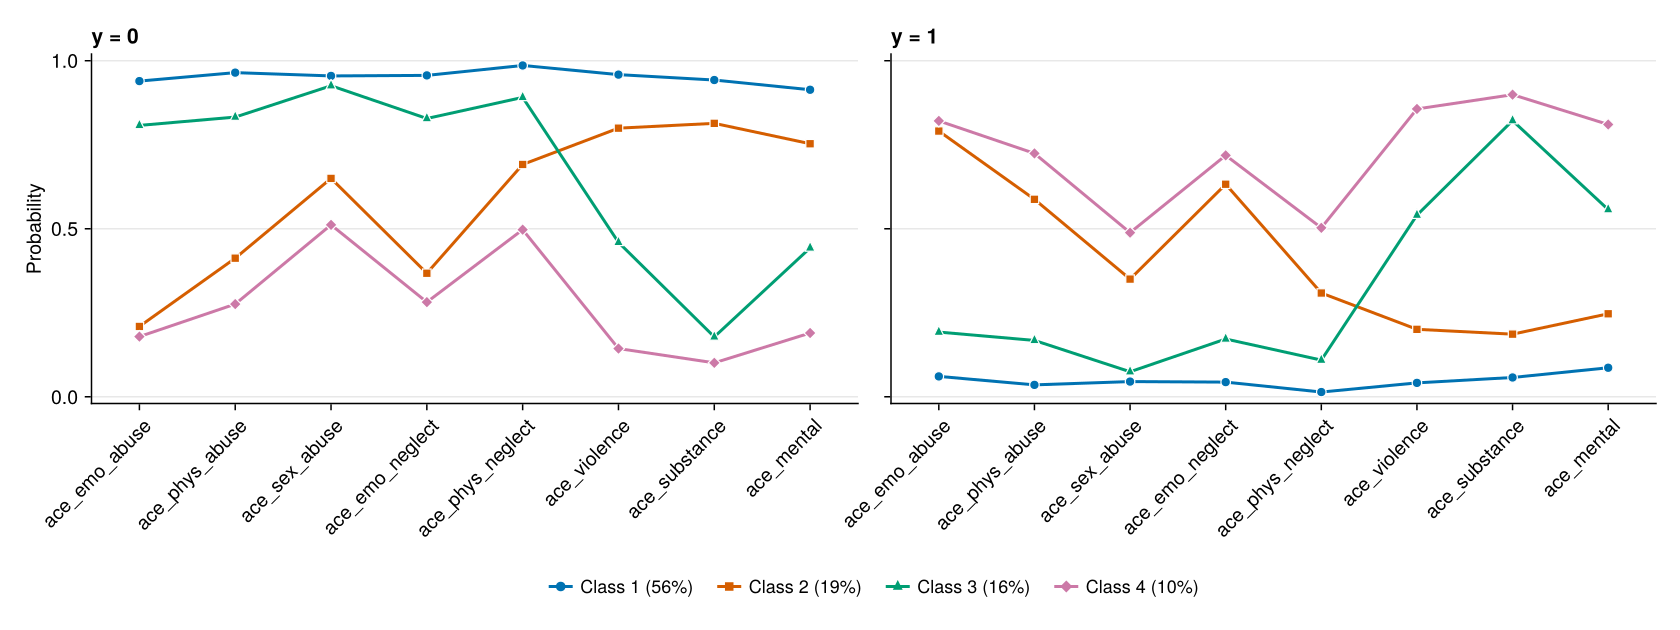 y = 0
y = 1
Probability
1.0
0.5
0.0
ace_emo_abuse
ace_phys_abuse
ace_sex_abuse
ace_emo_neglect
ace_phys_neglect
ace_violence
ace_substance
ace_mental
ace_emo_abuse
ace_phys_abuse
ace_sex_abuse
ace_emo_neglect
ace_phys_neglect
ace_violence
ace_substance
ace_mental
Class 1 (56%) Class 2 (19%) Class 3 (16%) Class 4 (10%)